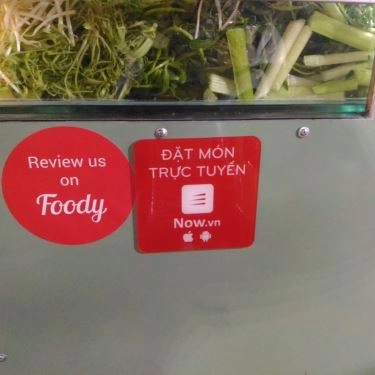 Review us
on
Foody
ĐẶT MÓN
TRỰC TUYẾN
Now.vn